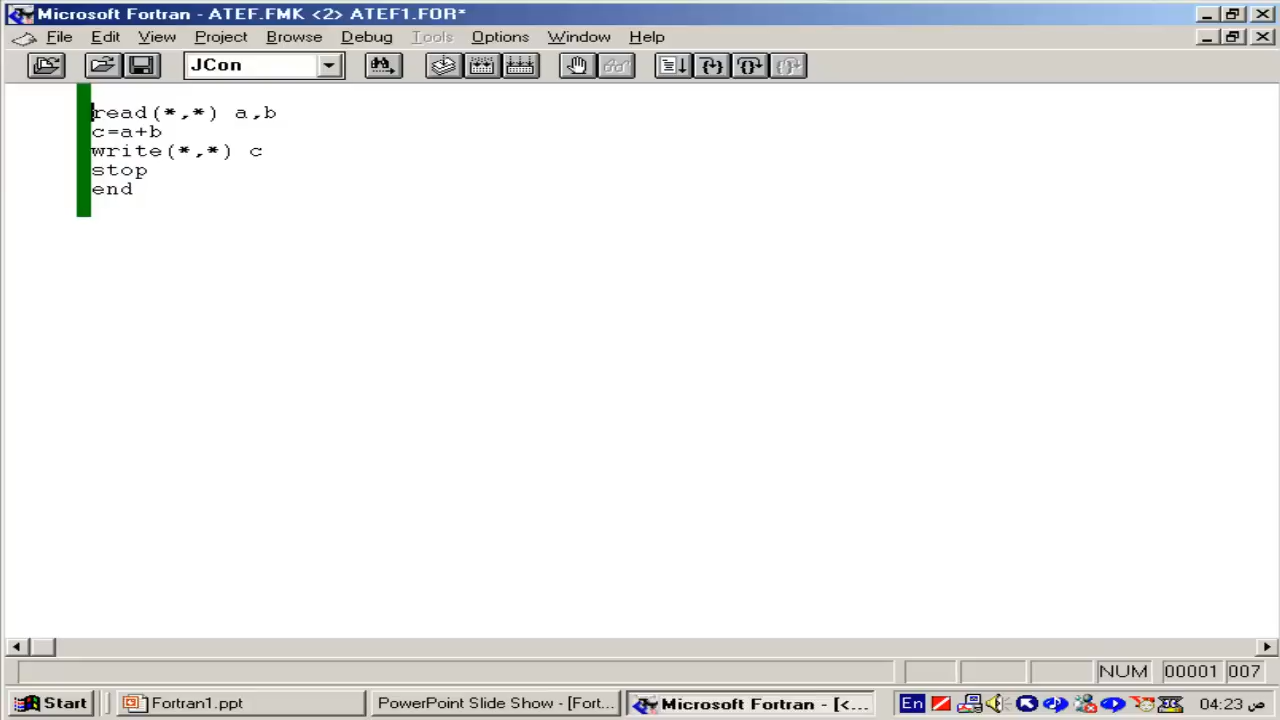 Microsoft Fortran - ATEF.FMK <2> ATEF1.FOR*
File Edit View Project Browse Debug Tools Options Window Help
JCon
read(*,*) a,b
c=a+b
write(*,*) c
stop
end
NUM 00001 007
Start Fortran1.ppt PowerPoint Slide Show - [Fort... Microsoft Fortran - [<... En 04:23 ص